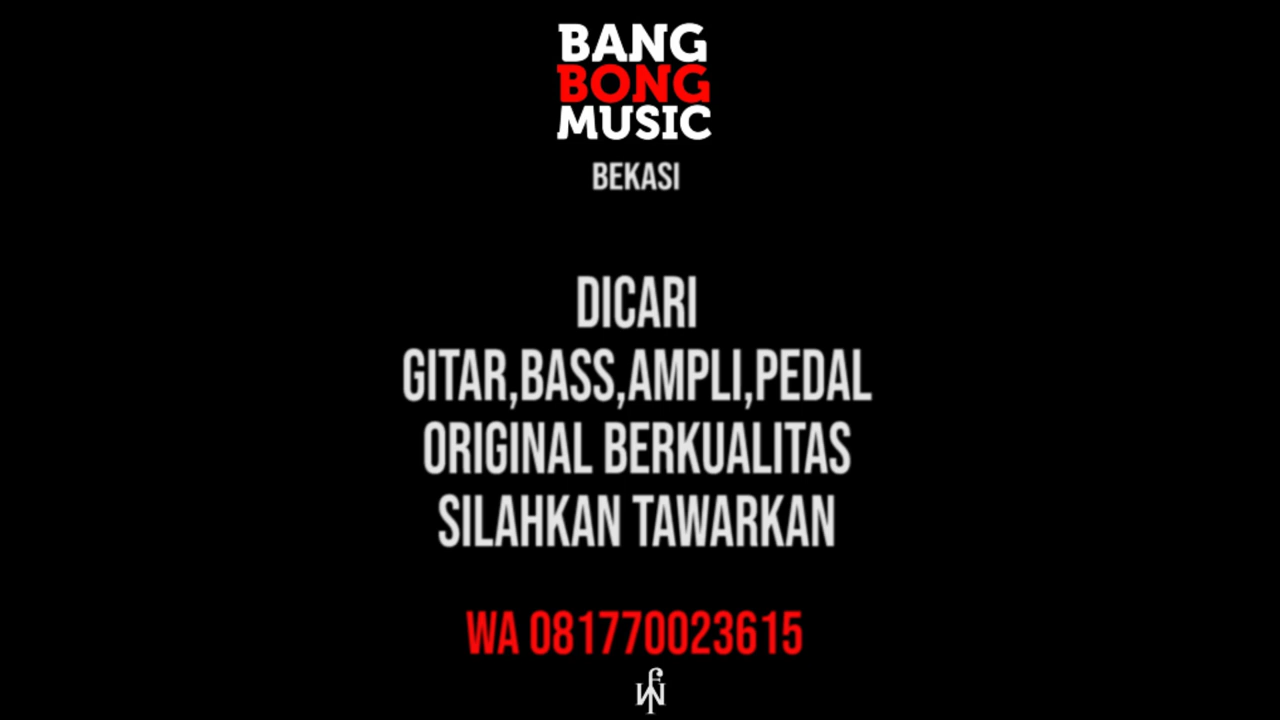 BANG
BONG
MUSIC
BEKASI
DICARI
GITAR,BASS,AMPLI,PEDAL
ORIGINAL BERKUALITAS
SILAHKAN TAWARKAN
WA 081770023615